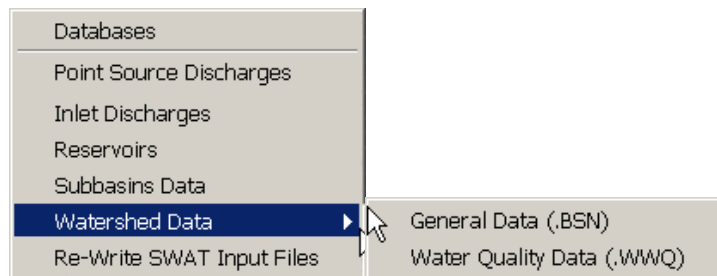 Databases
Point Source Discharges
Inlet Discharges
Reservoirs
Subbasins Data
Watershed Data
General Data (.BSN)
Re-Write SWAT Input Files
Water Quality Data (.WWQ)